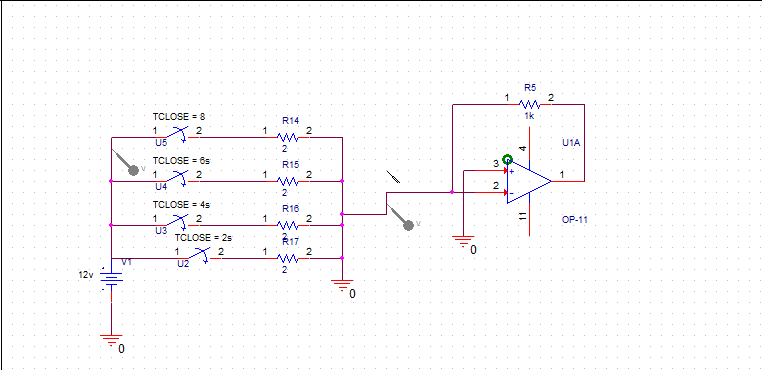 R5
1 2
1k
TCLOSE = 8
1 2
U5
R14
1 2
2
U1A
4
3
+
2
-
1
11
OP-11
V
TCLOSE = 6s
1 2
U4
R15
1 2
2
TCLOSE = 4s
1 2
U3
R16
1 2
2
V
TCLOSE = 2s
1 2
U2
R17
1 2
2
0
V1
12v
0
0